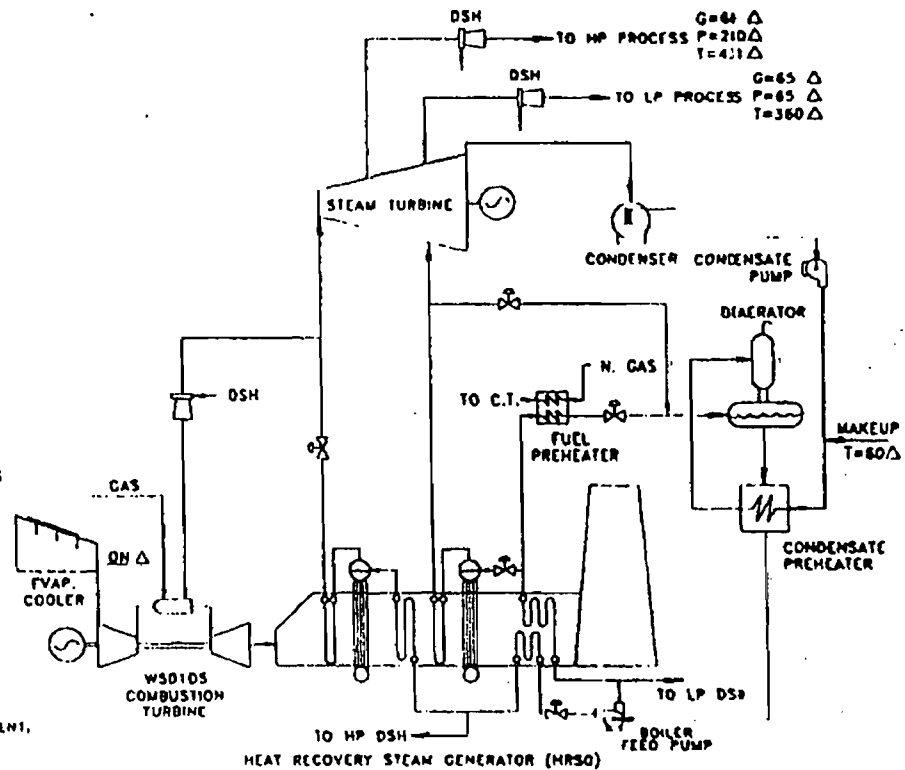 DSH
TO HP PROCESS
G=64 Δ
P=210 Δ
T=431 Δ
DSH
TO LP PROCESS
G=65 Δ
P=65 Δ
T=360 Δ
STEAM TURBINE
CONDENSER
CONDENSATE
PUMP
DIAERATOR
N. GAS
TO C.T.
FUEL
PREHEATER
DSH
MAKEUP
T=60 Δ
GAS
ON Δ
EVAP.
COOLER
CONDENSATE
PREHEATER
W501D5
COMBUSTION
TURBINE
TO LP DSH
TO HP DSH
BOILER
FEED PUMP
HEAT RECOVERY STEAM GENERATOR (HRSG)